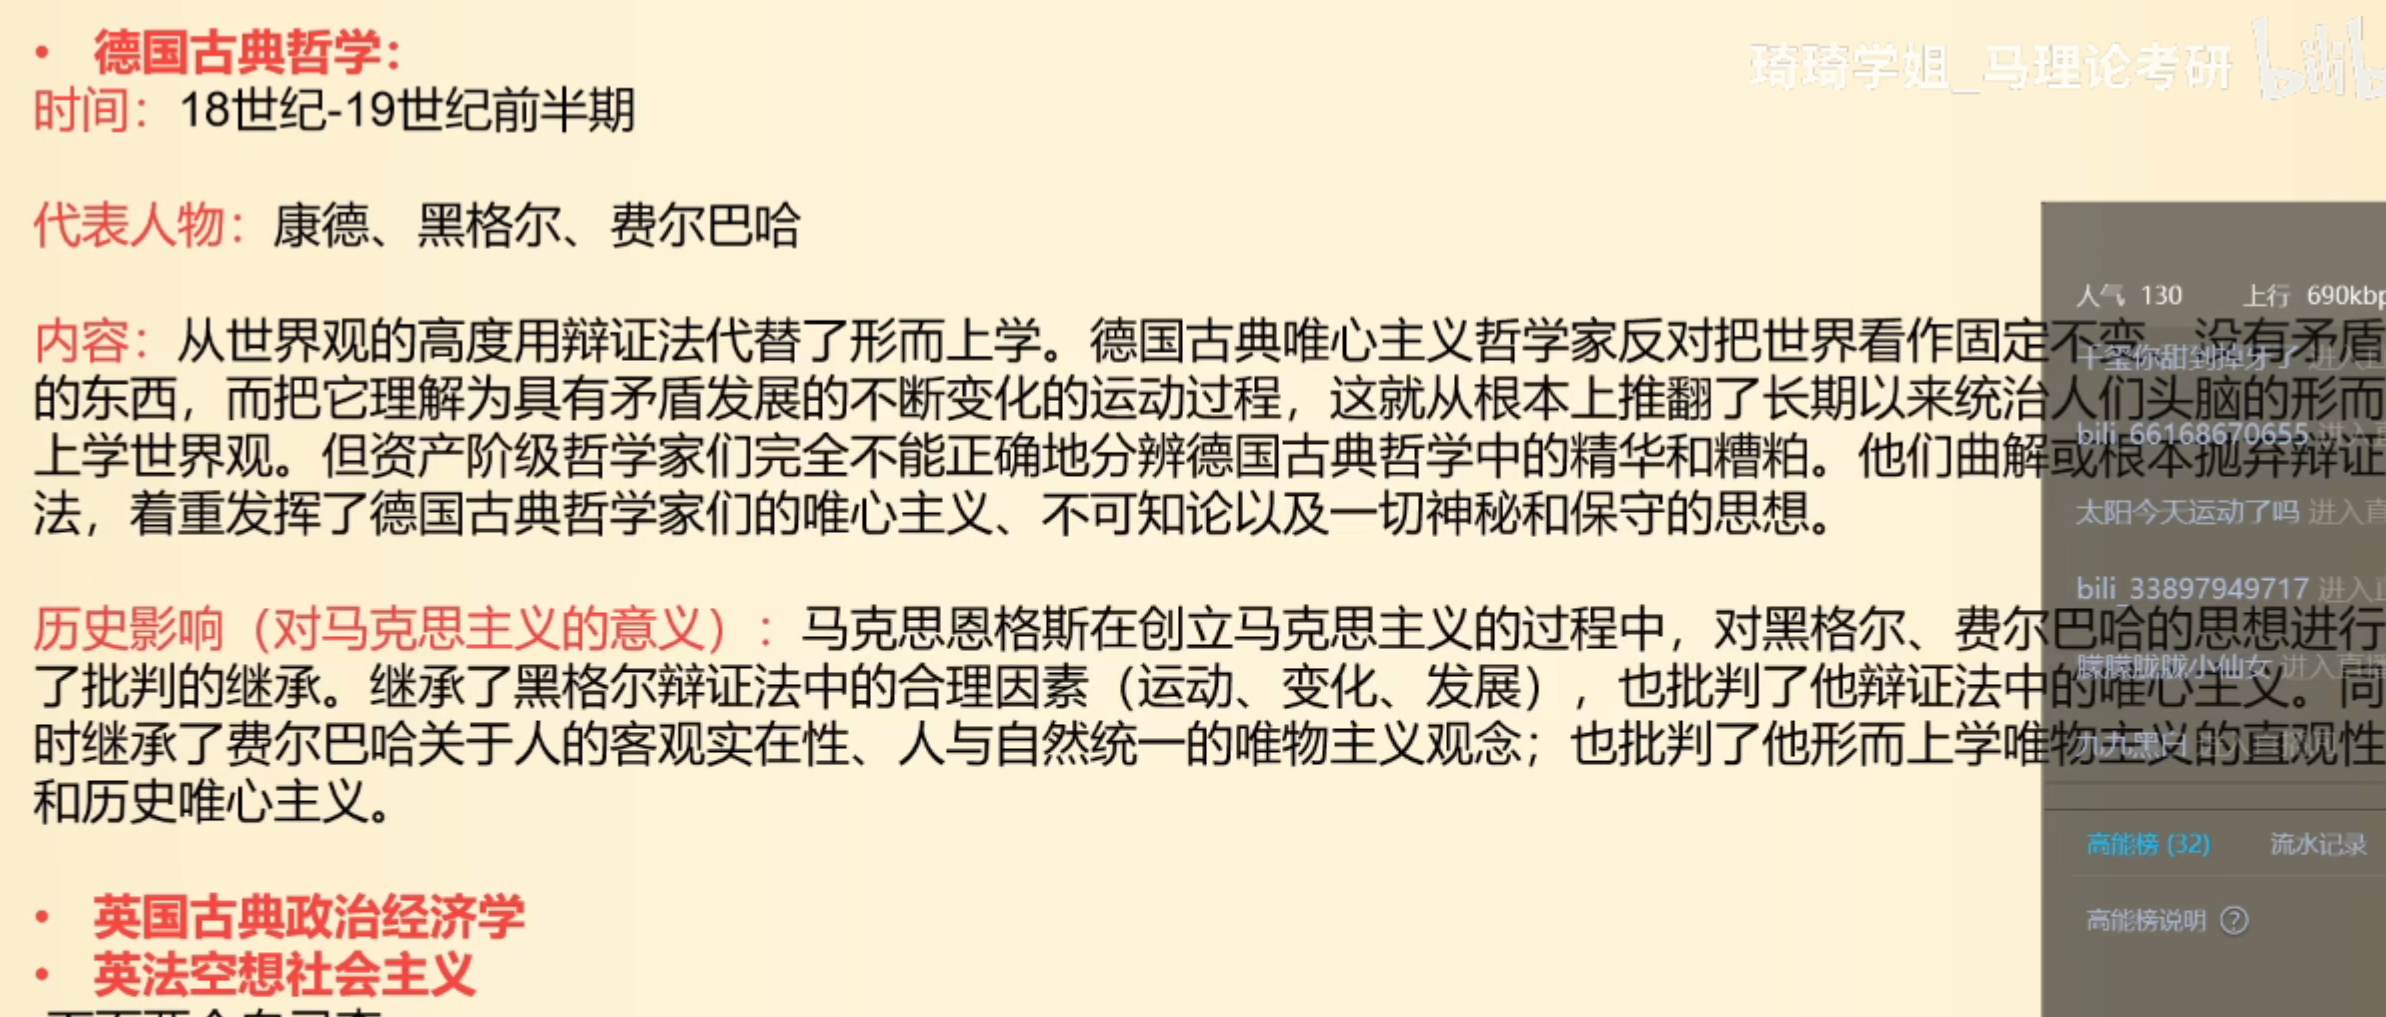 • 德国古典哲学：
琦琦学姐_马理论考研
时间：18世纪-19世纪前半期
代表人物：康德、黑格尔、费尔巴哈
内容：从世界观的高度用辩证法代替了形而上学。德国古典唯心主义哲学家反对把世界看作固定不变、没有矛盾
的东西，而把它理解为具有矛盾发展的不断变化的运动过程，这就从根本上推翻了长期以来统治人们头脑的形而
上学世界观。但资产阶级哲学家们完全不能正确地分辨德国古典哲学中的精华和糟粕。他们曲解或根本抛弃辩证
法，着重发挥了德国古典哲学家们的唯心主义、不可知论以及一切神秘和保守的思想。
历史影响（对马克思主义的意义）：马克思恩格斯在创立马克思主义的过程中，对黑格尔、费尔巴哈的思想进行
了批判的继承。继承了黑格尔辩证法中的合理因素（运动、变化、发展），也批判了他辩证法中的唯心主义。同
时继承了费尔巴哈关于人的客观实在性、人与自然统一的唯物主义观念；也批判了他形而上学唯物主义的直观性
和历史唯心主义。
• 英国古典政治经济学
• 英法空想社会主义
人气 130 上行 690kbp
千玺你甜到掉牙了 进入
bili_66168670655 进入
太阳今天运动了吗 进入直
bili_33897949717 进入
朦朦胧胧小仙女 进入直播
高能榜 (32) 流水记录
高能榜说明 ?